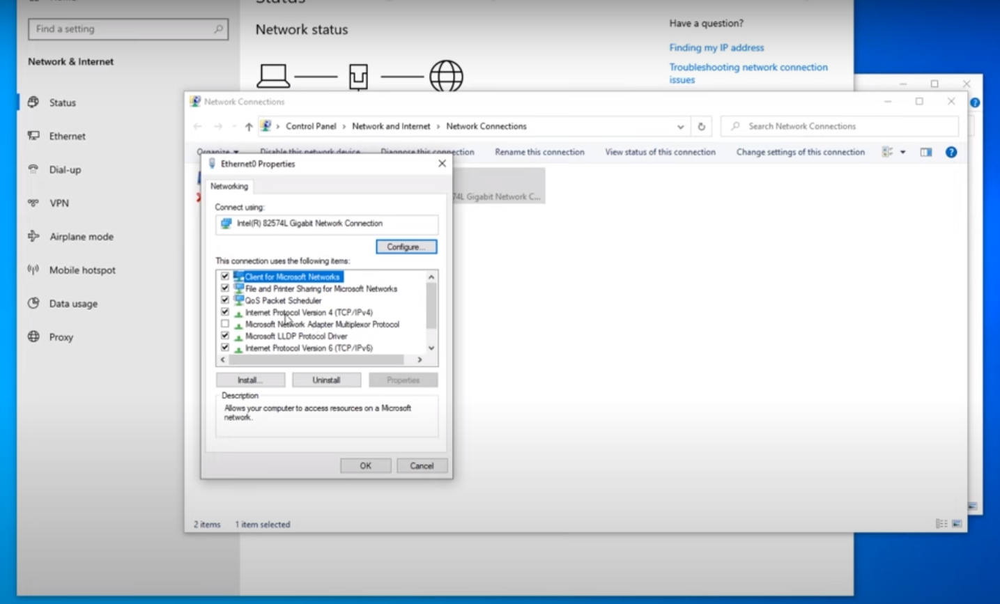 Home
Status
Find a setting
Network status
Have a question?
Finding my IP address
Troubleshooting network connection
issues
Network & Internet
Status
Ethernet
Dial-up
VPN
Airplane mode
Mobile hotspot
Data usage
Proxy
Network Connections
Control Panel > Network and Internet > Network Connections
Search Network Connections
Organize Disable this network device Diagnose this connection Rename this connection View status of this connection Change settings of this connection
74L Gigabit Network C...
Ethernet0 Properties
Networking
Connect using:
Intel(R) 82574L Gigabit Network Connection
Configure...
This connection uses the following items:
Client for Microsoft Networks
File and Printer Sharing for Microsoft Networks
QoS Packet Scheduler
Internet Protocol Version 4 (TCP/IPv4)
Microsoft Network Adapter Multiplexor Protocol
Microsoft LLDP Protocol Driver
Internet Protocol Version 6 (TCP/IPv6)
Install... Uninstall Properties
Description
Allows your computer to access resources on a Microsoft
network.
OK Cancel
2 items 1 item selected